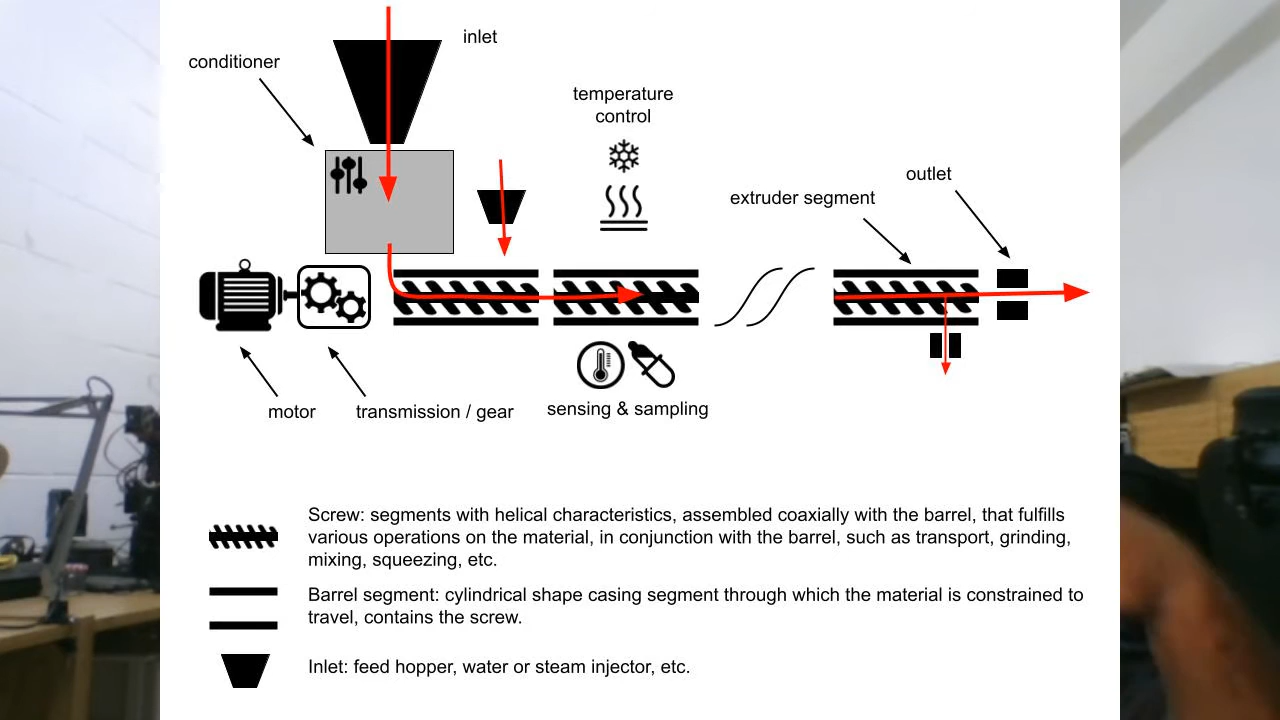 inlet
conditioner
temperature
control
outlet
extruder segment
motor
transmission / gear
sensing & sampling
Screw: segments with helical characteristics, assembled coaxially with the barrel, that fulfills
various operations on the material, in conjunction with the barrel, such as transport, grinding,
mixing, squeezing, etc.
Barrel segment: cylindrical shape casing segment through which the material is constrained to
travel, contains the screw.
Inlet: feed hopper, water or steam injector, etc.